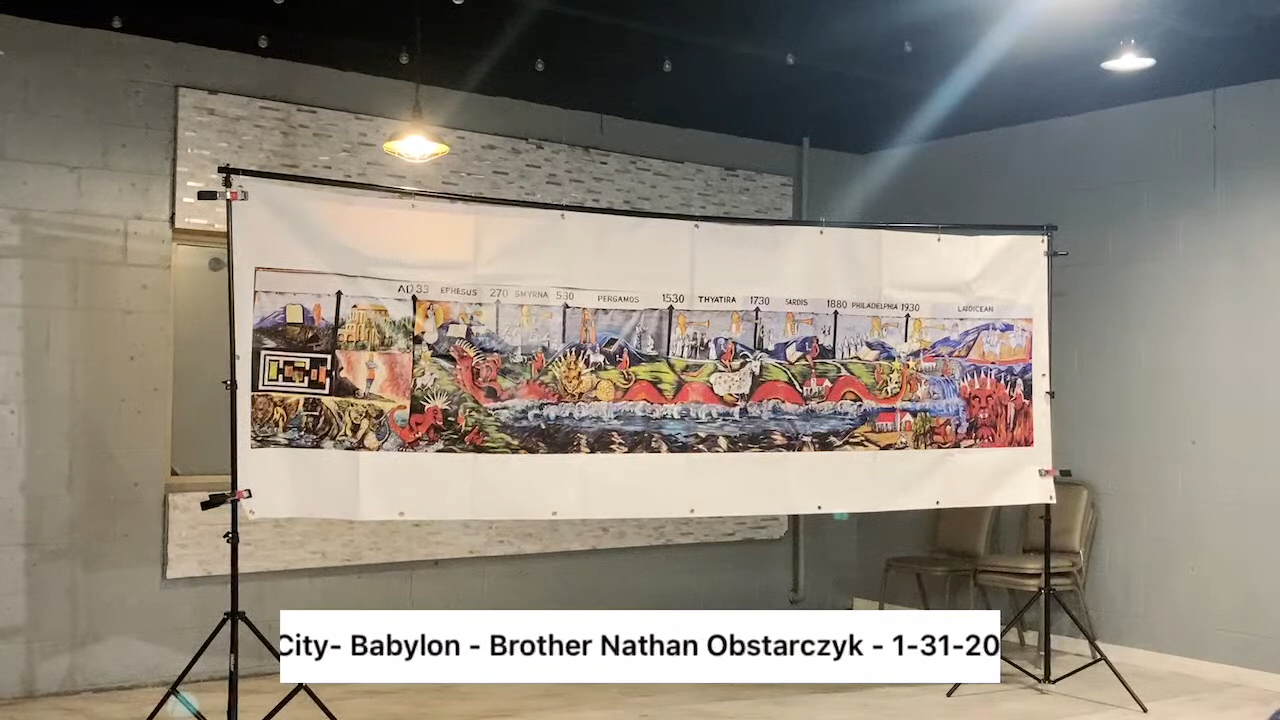 AD 33 EPHESUS 270 SMYRNA 530 PERGAMOS 1530 THYATIRA 1730 SARDIS 1880 PHILADELPHIA 1930 LAODICEAN
City- Babylon - Brother Nathan Obstarczyk - 1-31-20